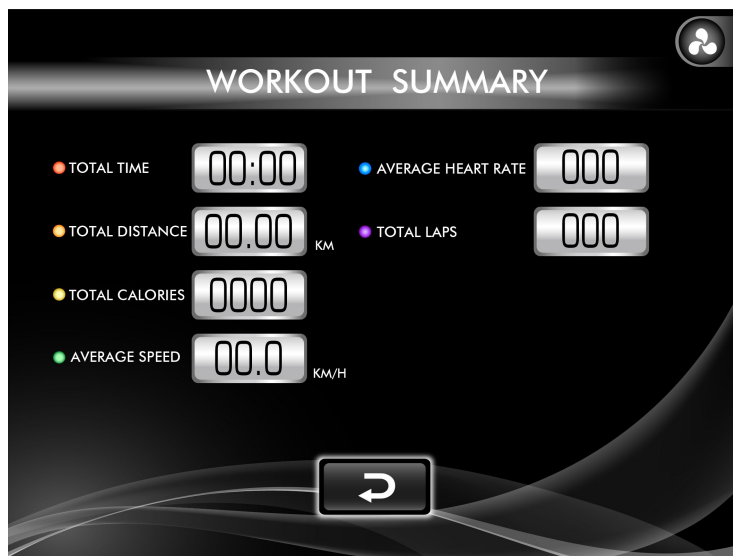 WORKOUT SUMMARY
TOTAL TIME 00:00
AVERAGE HEART RATE 000
TOTAL DISTANCE 00.00 KM
TOTAL LAPS 000
TOTAL CALORIES 0000
AVERAGE SPEED 00.0 KM/H